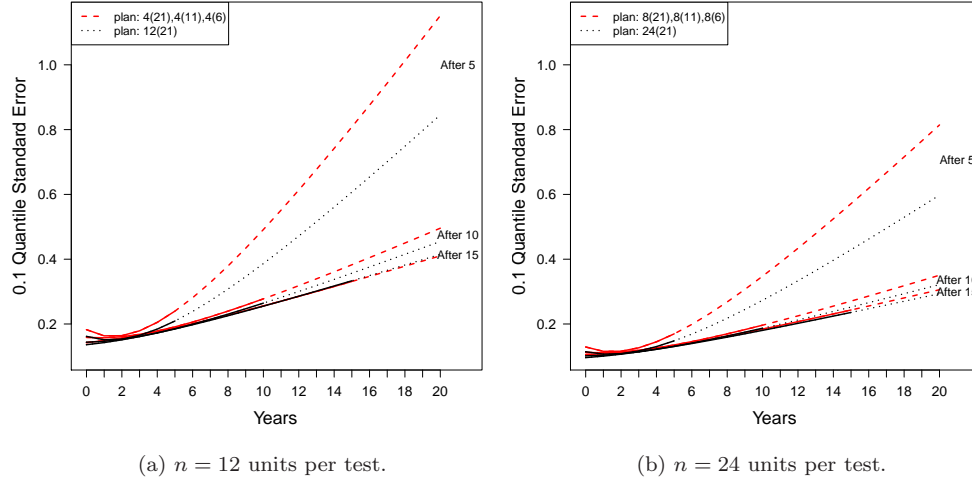 plan: 4(21),4(11),4(6)
plan: 12(21)
0.1 Quantile Standard Error
1.0
0.8
0.6
0.4
0.2
After 5
After 10
After 15
0 2 4 6 8 10 12 14 16 18 20
Years
(a) n = 12 units per test.
plan: 8(21),8(11),8(6)
plan: 24(21)
0.1 Quantile Standard Error
1.0
0.8
0.6
0.4
0.2
After 5
After 10
After 1
0 2 4 6 8 10 12 14 16 18 20
Years
(b) n = 24 units per test.